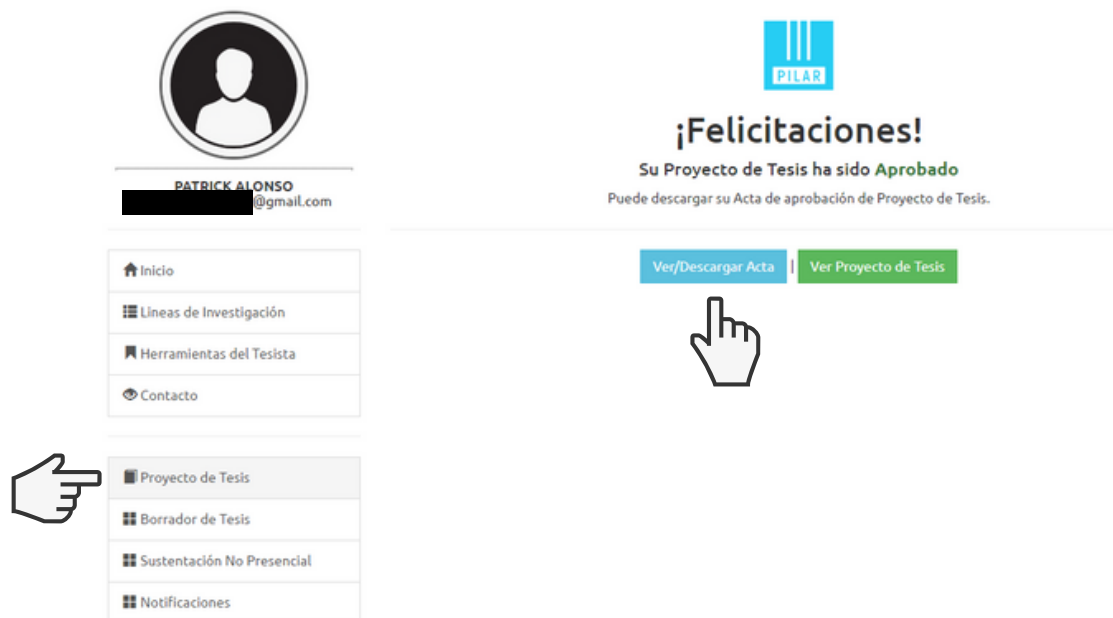 PATRICK ALONSO
@gmail.com
Inicio
Lineas de Investigación
Herramientas del Tesista
Contacto
Proyecto de Tesis
Borrador de Tesis
Sustentación No Presencial
Notificaciones
PILAR
¡Felicitaciones!
Su Proyecto de Tesis ha sido Aprobado
Puede descargar su Acta de aprobación de Proyecto de Tesis.
Ver/Descargar Acta | Ver Proyecto de Tesis